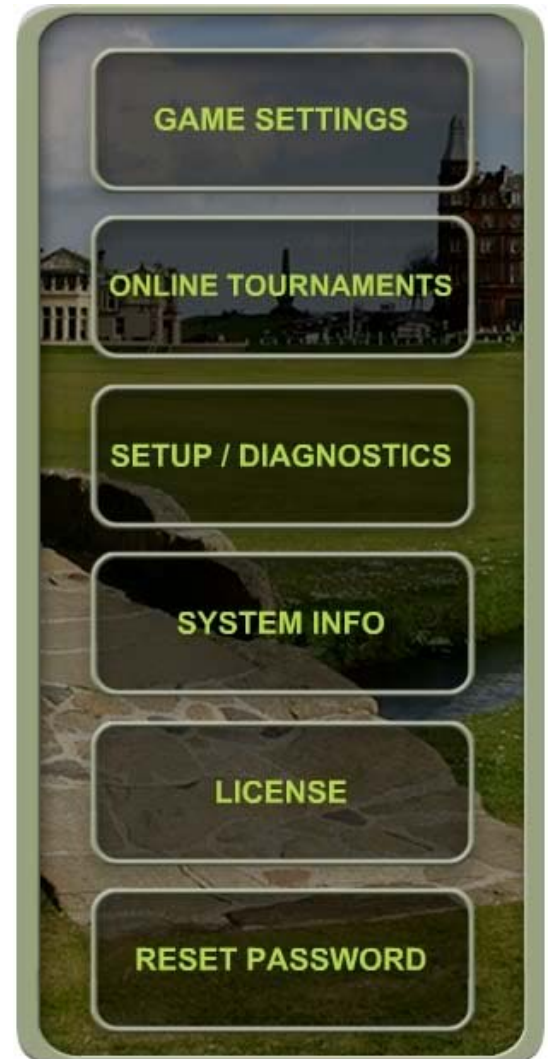 GAME SETTINGS
ONLINE TOURNAMENTS
SETUP / DIAGNOSTICS
SYSTEM INFO
LICENSE
RESET PASSWORD